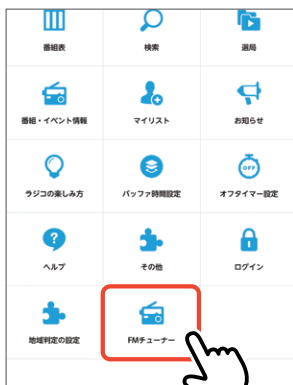 番組表 検索 選局
番組・イベント情報 マイリスト お知らせ
ラジコの楽しみ方 バッファ時間設定 OFF オフタイマー設定
ヘルプ その他 ログイン
地域判定の設定 FMチューナー